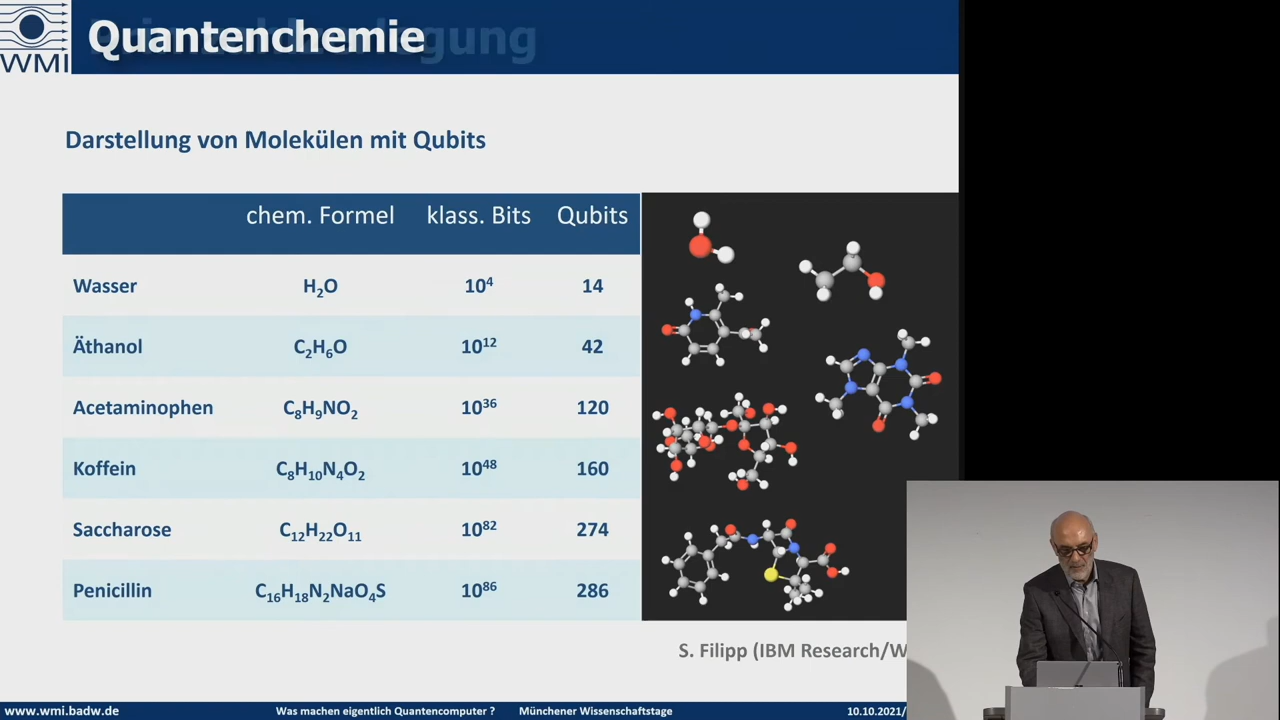 WMI
Quantenchemie
Darstellung von Molekülen mit Qubits
chem. Formel klass. Bits Qubits
Wasser H₂O 10⁴ 14
Äthanol C₂H₆O 10¹² 42
Acetaminophen C₈H₉NO₂ 10³⁶ 120
Koffein C₈H₁₀N₄O₂ 10⁴⁸ 160
Saccharose C₁₂H₂₂O₁₁ 10⁸² 274
Penicillin C₁₆H₁₈N₂NaO₄S 10⁸⁶ 286
S. Filipp (IBM Research/W
www.wmi.badw.de Was machen eigentlich Quantencomputer ? Münchener Wissenschaftstage 10.10.2021/